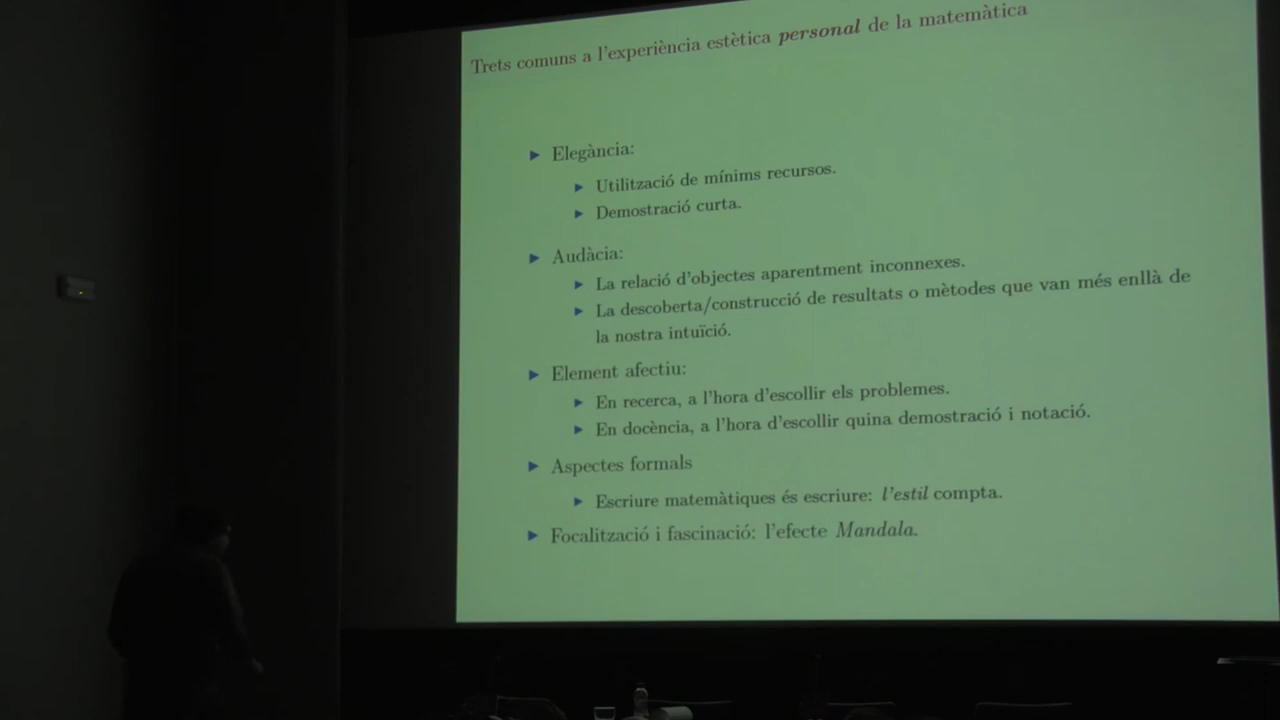 Trets comuns a l'experiència estètica personal de la matemàtica
► Elegància:
► Utilització de mínims recursos.
► Demostració curta.
► Audàcia:
► La relació d'objectes aparentment inconnexes.
► La descoberta/construcció de resultats o mètodes que van més enllà de
la nostra intuïció.
► Element afectiu:
► En recerca, a l'hora d'escollir els problemes.
► En docència, a l'hora d'escollir quina demostració i notació.
► Aspectes formals
► Escriure matemàtiques és escriure: l'estil compta.
► Focalització i fascinació: l'efecte Mandala.